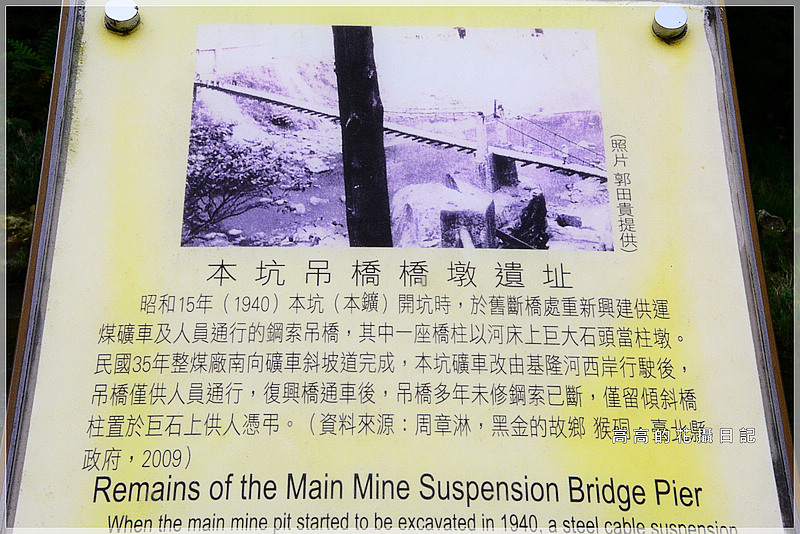 (照片 郭田貴提供)
本坑吊橋橋墩遺址
昭和15年（1940）本坑（本鑛）開坑時，於舊斷橋處重新興建供運
煤礦車及人員通行的鋼索吊橋，其中一座橋柱以河床上巨大石頭當柱墩。
民國35年整煤廠南向礦車斜坡道完成，本坑礦車改由基隆河西岸行駛後，
吊橋僅供人員通行，復興橋通車後，吊橋多年未修鋼索已斷，僅留傾斜橋
柱置於巨石上供人憑弔。（資料來源：周章淋，黑金的故鄉 猴硐，臺北縣
政府，2009）
高高的花攝日記
Remains of the Main Mine Suspension Bridge Pier
When the main mine pit started to be excavated in 1940, a steel cable suspension